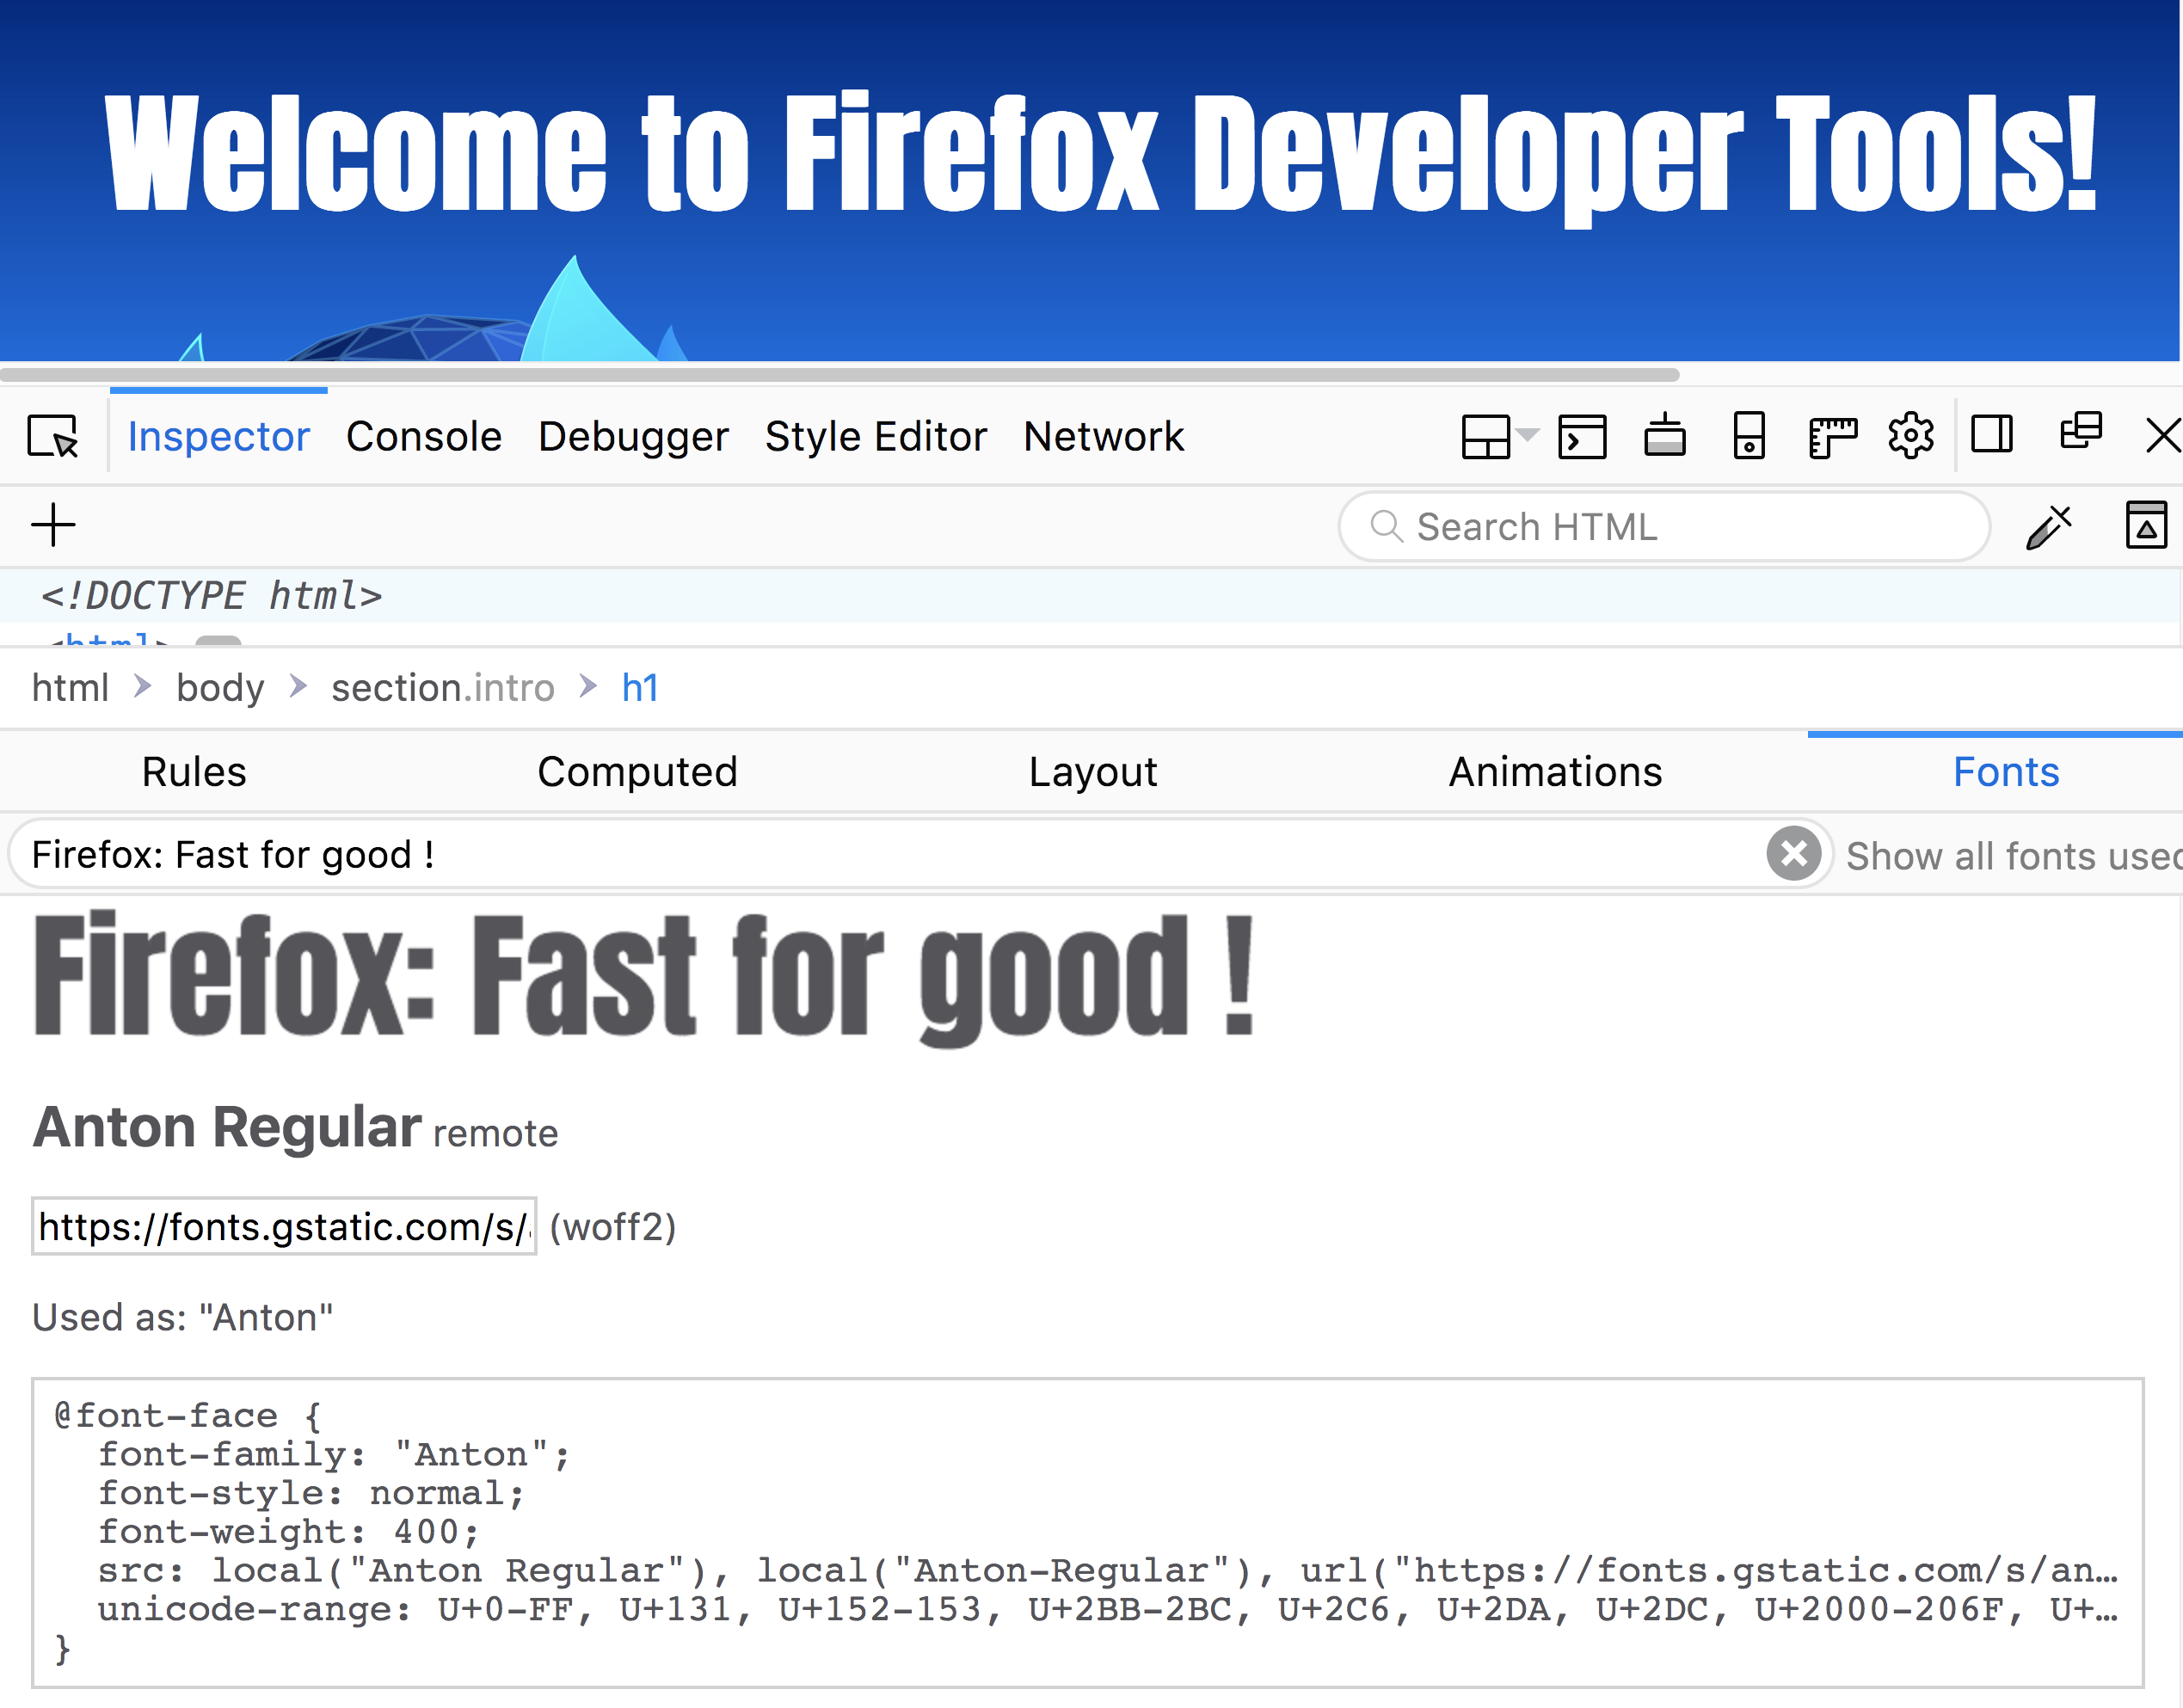 Welcome to Firefox Developer Tools!
Inspector Console Debugger Style Editor Network
Search HTML
<!DOCTYPE html>
<html>
html body section.intro h1
Rules Computed Layout Animations Fonts
Firefox: Fast for good ! Show all fonts used
Firefox: Fast for good !
Anton Regular remote
https://fonts.gstatic.com/s/ (woff2)
Used as: "Anton"
@font-face {
font-family: "Anton";
font-style: normal;
font-weight: 400;
src: local("Anton Regular"), local("Anton-Regular"), url("https://fonts.gstatic.com/s/an…
unicode-range: U+0-FF, U+131, U+152-153, U+2BB-2BC, U+2C6, U+2DA, U+2DC, U+2000-206F, U+…
}